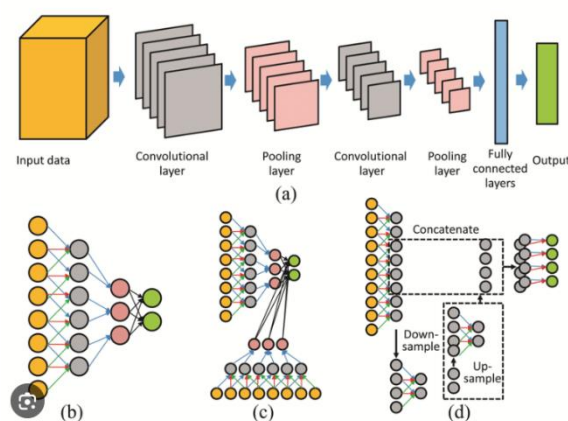 Input data
Convolutional
layer
Pooling
layer
Convolutional
layer
Pooling
layer
Fully
connected
layers
Output
(a)
Concatenate
Down-
sample
Up-
sample
(b)
(c)
(d)